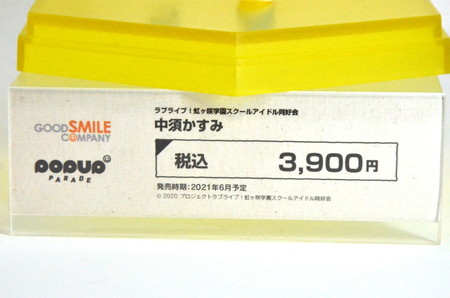 GOOD SMILE
COMPANY
POPUP
PARADE
ラブライブ！虹ヶ咲学園スクールアイドル同好会
中須かすみ
税込 3,900円
発売時期：2021年6月予定
© 2020 プロジェクトラブライブ！虹ヶ咲学園スクールアイドル同好会